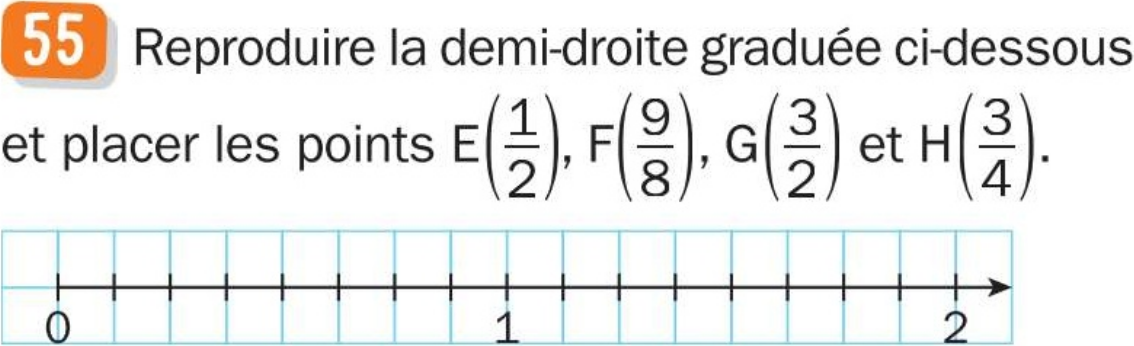 55 Reproduire la demi-droite graduée ci-dessous
et placer les points E(1/2), F(9/8), G(3/2) et H(3/4).
0 1 2